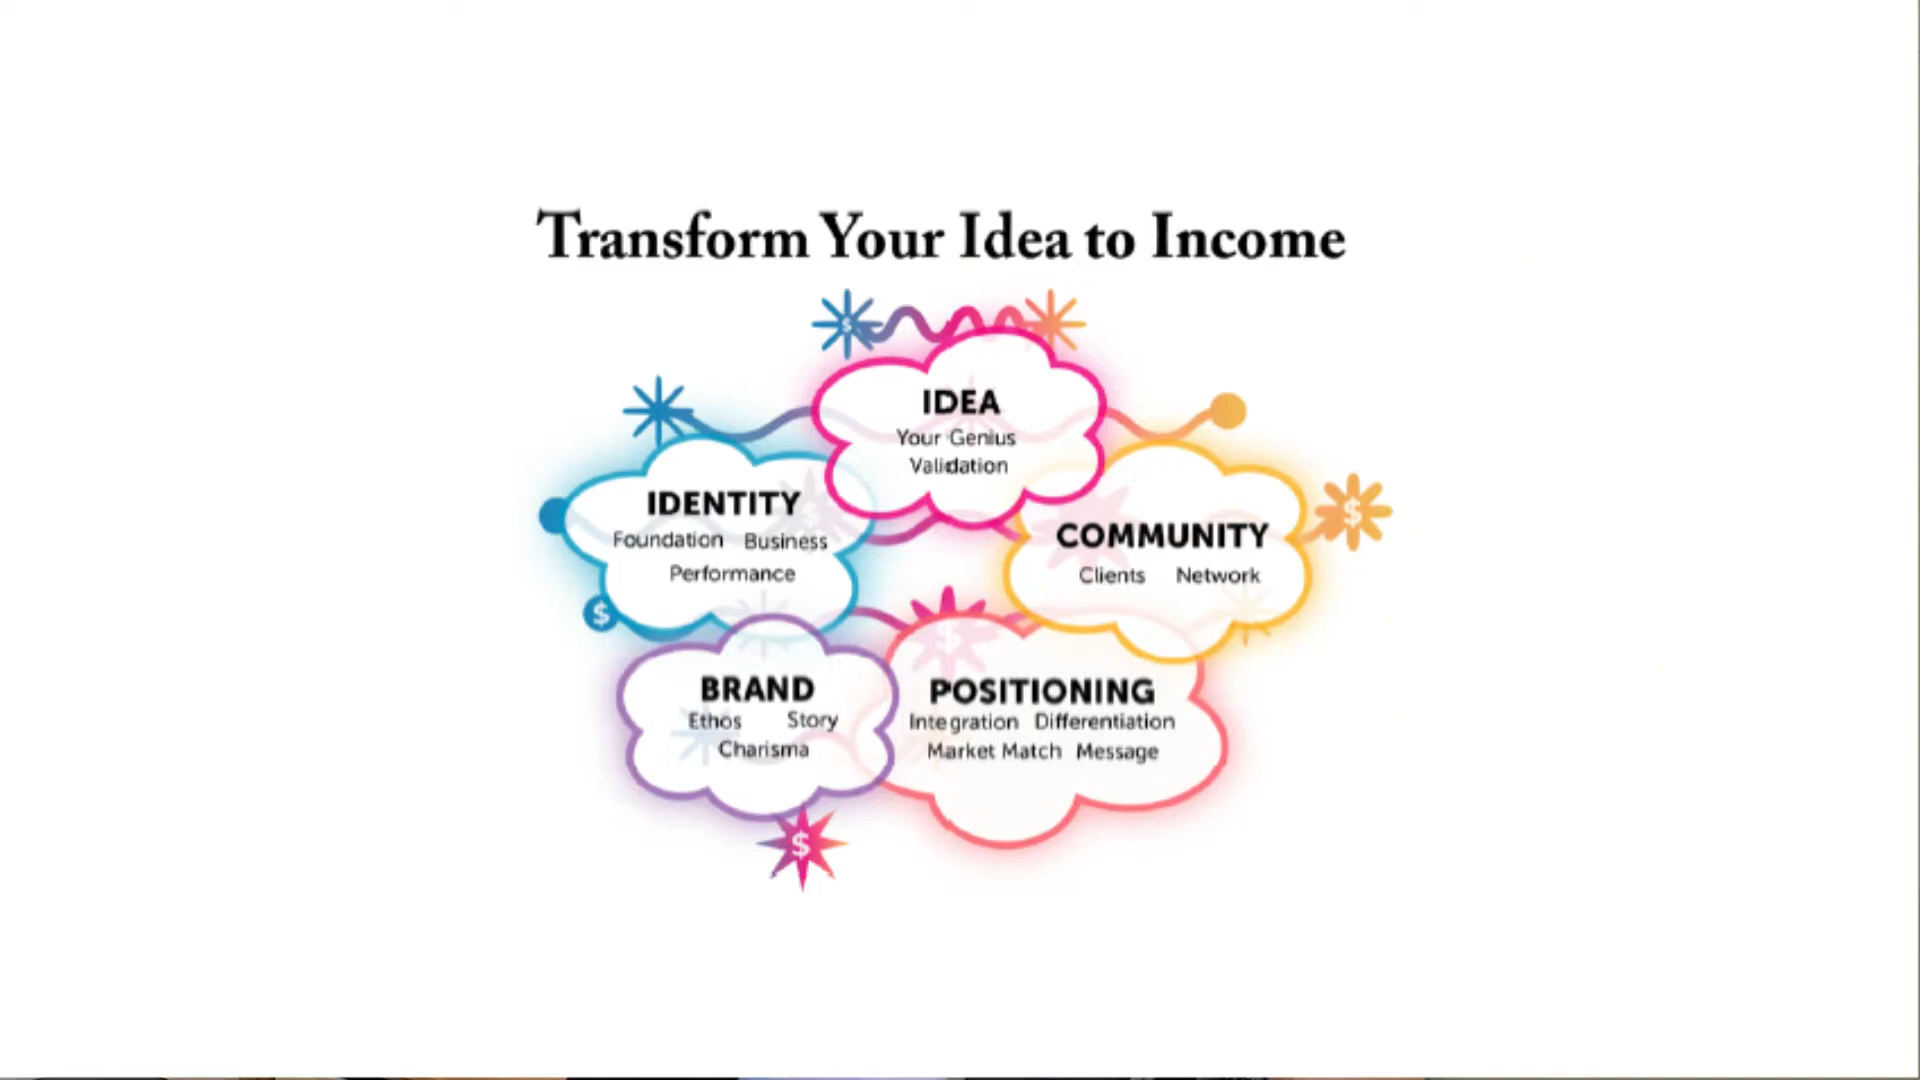 Transform Your Idea to Income
$
IDEA
Your Genius
Validation
IDENTITY
Foundation Business
Performance
$
COMMUNITY
Clients Network
$
$
BRAND
Ethos Story
Charisma
POSITIONING
Integration Differentiation
Market Match Message
$